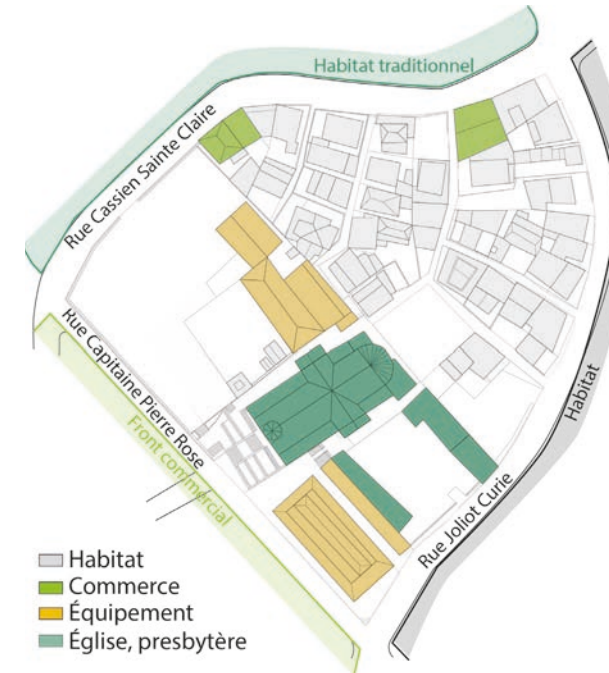 Habitat traditionnel
Rue Cassien Sainte Claire
Rue Capitaine Pierre Rose
Front commercial
Habitat
Rue Joliot Curie
Habitat
Commerce
Équipement
Église, presbytère